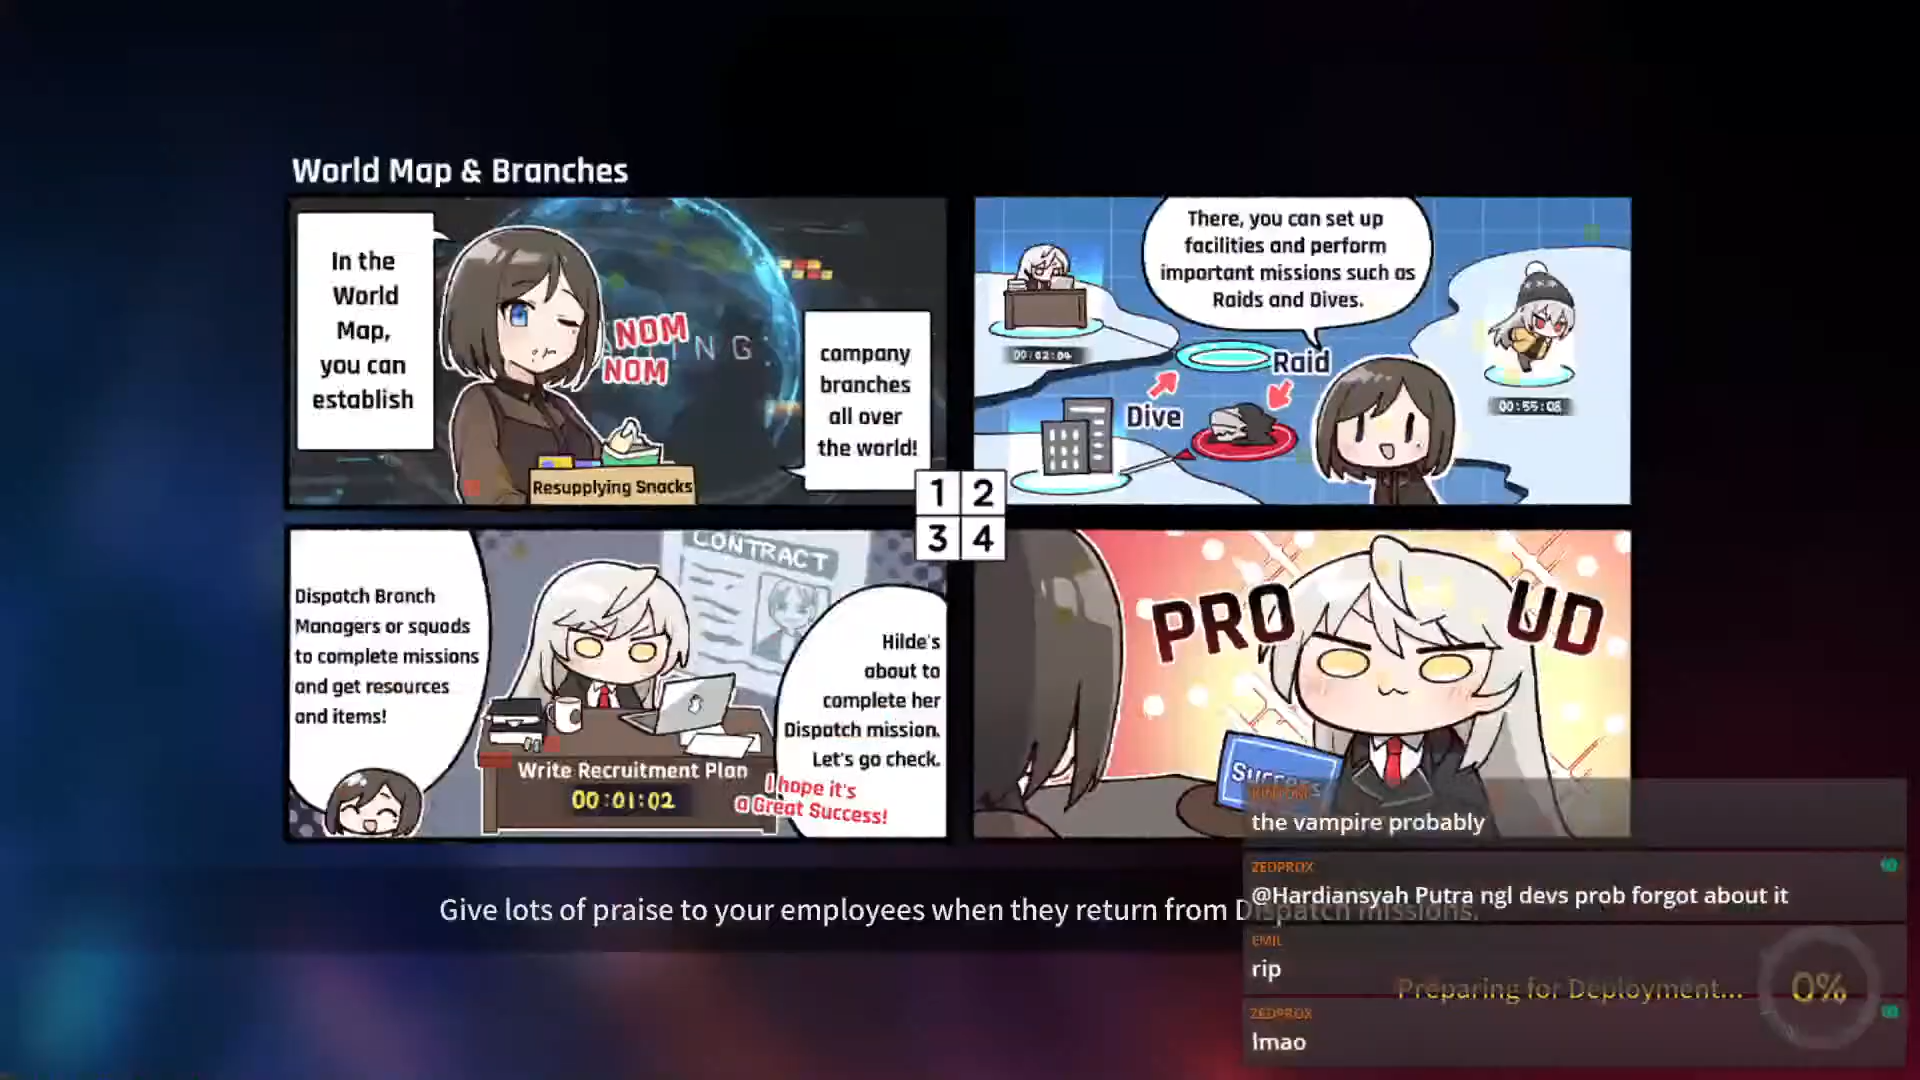 World Map & Branches
In the
World
Map,
you can
establish
NOM
NOM
ING
company
branches
all over
the world!
Resupplying Snacks
There, you can set up
facilities and perform
important missions such as
Raids and Dives.
00:02:04
Raid
Dive
00:55:08
1 2
3 4
CONTRACT
Dispatch Branch
Managers or squads
to complete missions
and get resources
and items!
Hilde's
about to
complete her
Dispatch mission.
Let's go check.
Write Recruitment Plan
00:01:02
I hope it's
a Great Success!
PROUD
the vampire probably
ZEDPROX
@Hardiansyah Putra ngl devs prob forgot about it
Give lots of praise to your employees when they return from Dispatch missions.
EMIL
rip
Preparing for Deployment...
0%
ZEDPROX
lmao